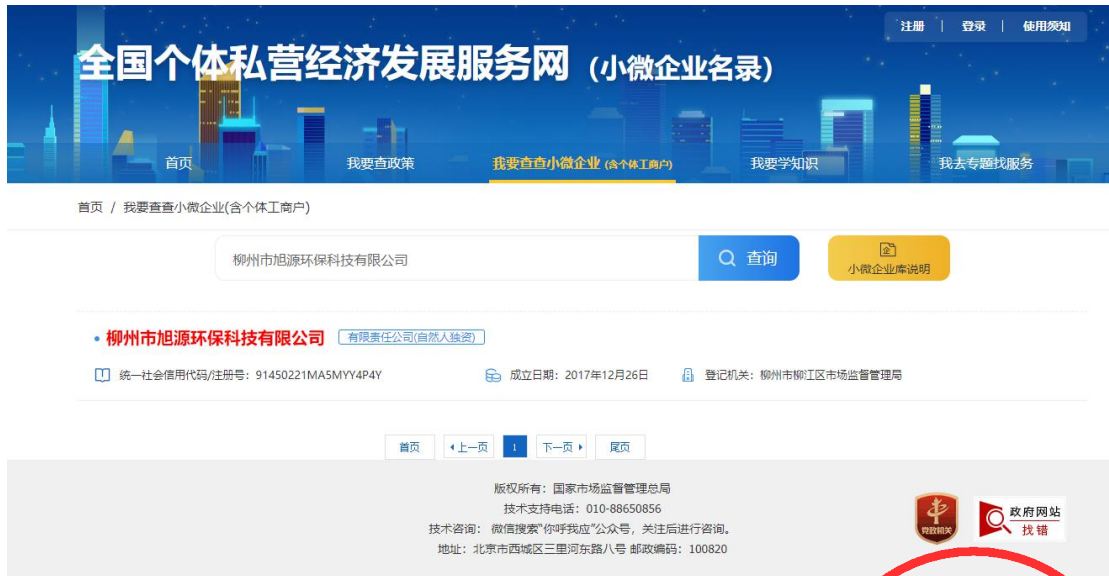 注册 | 登录 | 使用须知
全国个体私营经济发展服务网（小微企业名录）
首页 我要查政策 我要查查小微企业 (含个体工商户) 我要学知识 我去专题找服务
首页 / 我要查查小微企业(含个体工商户)
柳州市旭源环保科技有限公司 查询 小微企业库说明
柳州市旭源环保科技有限公司 有限责任公司(自然人独资)
统一社会信用代码/注册号：91450221MA5MYY4P4Y 成立日期：2017年12月26日 登记机关：柳州市柳江区市场监督管理局
首页 上一页 1 下一页 尾页
版权所有：国家市场监督管理总局
技术支持电话：010-88650856
技术咨询： 微信搜索“你呼我应”公众号，关注后进行咨询。
地址：北京市西城区三里河东路八号 邮政编码：100820
党政机关
政府网站
找错